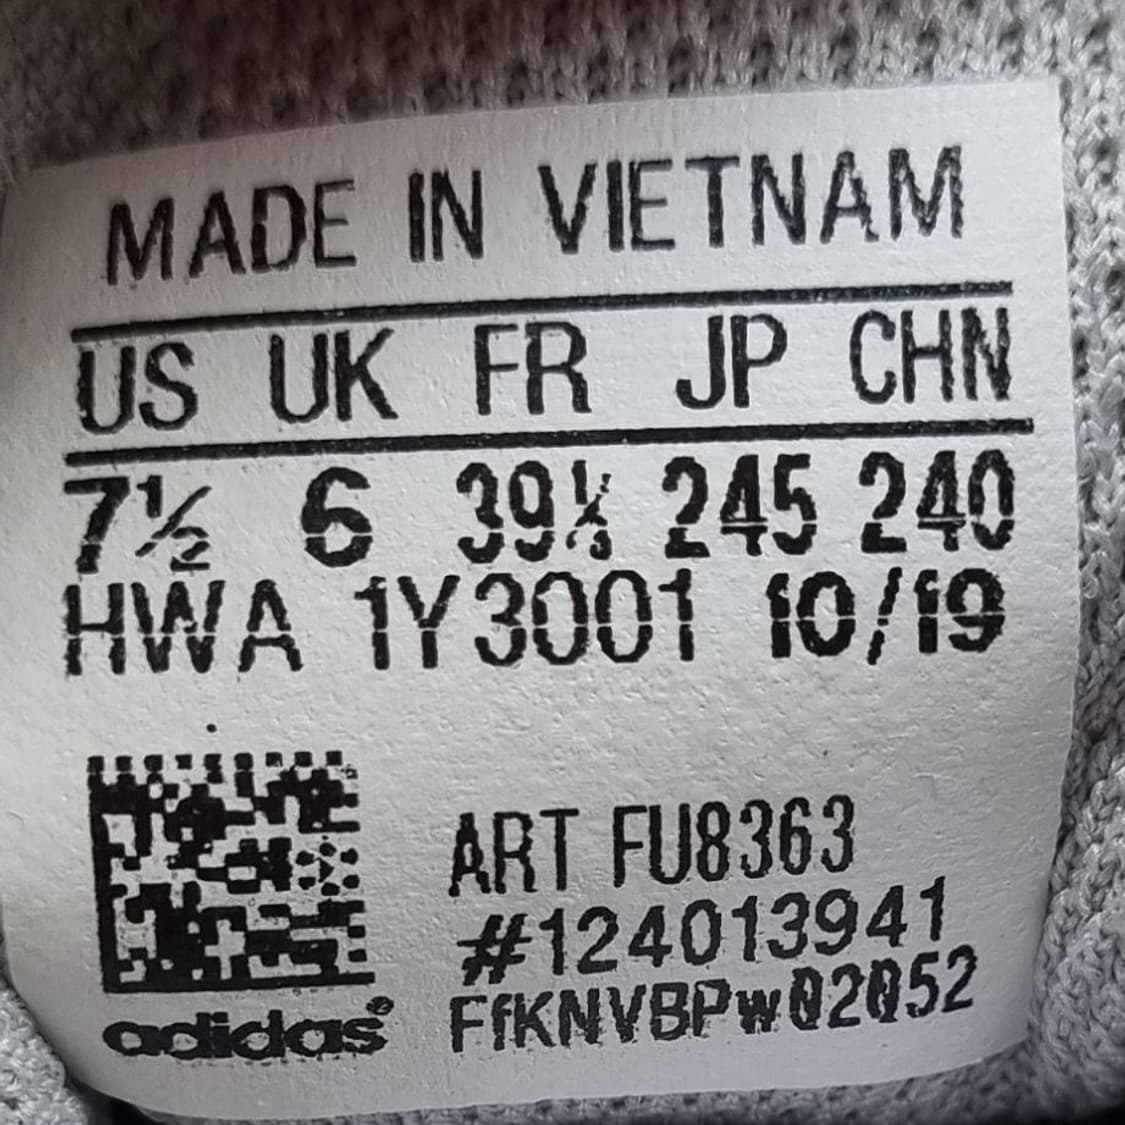 MADE IN VIETNAM
US UK FR JP CHN
7½ 6 39⅓ 245 240
HWA 1Y3001 10/19
ART FU8363
#124013941
FfKNVBPw02052
adidas®